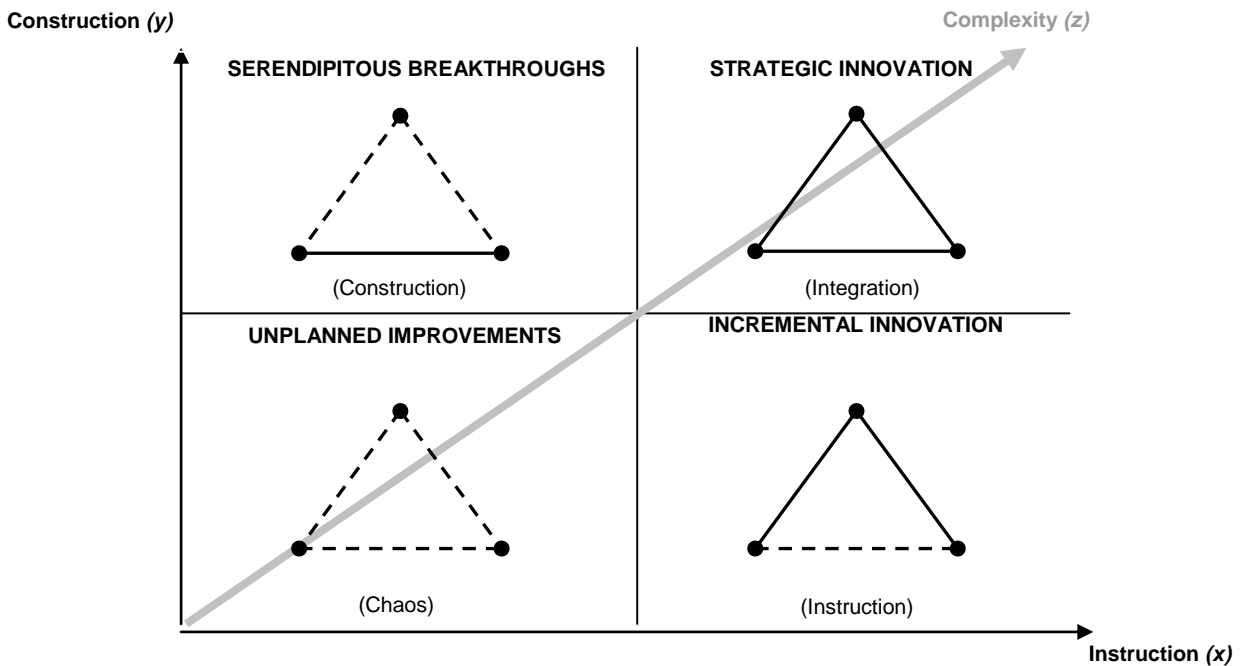 Construction (y)
Complexity (z)
SERENDIPITOUS BREAKTHROUGHS
STRATEGIC INNOVATION
(Construction)
(Integration)
UNPLANNED IMPROVEMENTS
INCREMENTAL INNOVATION
(Chaos)
(Instruction)
Instruction (x)